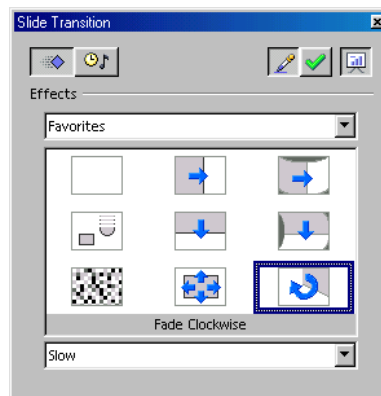 Slide Transition
Effects
Favorites
Fade Clockwise
Slow